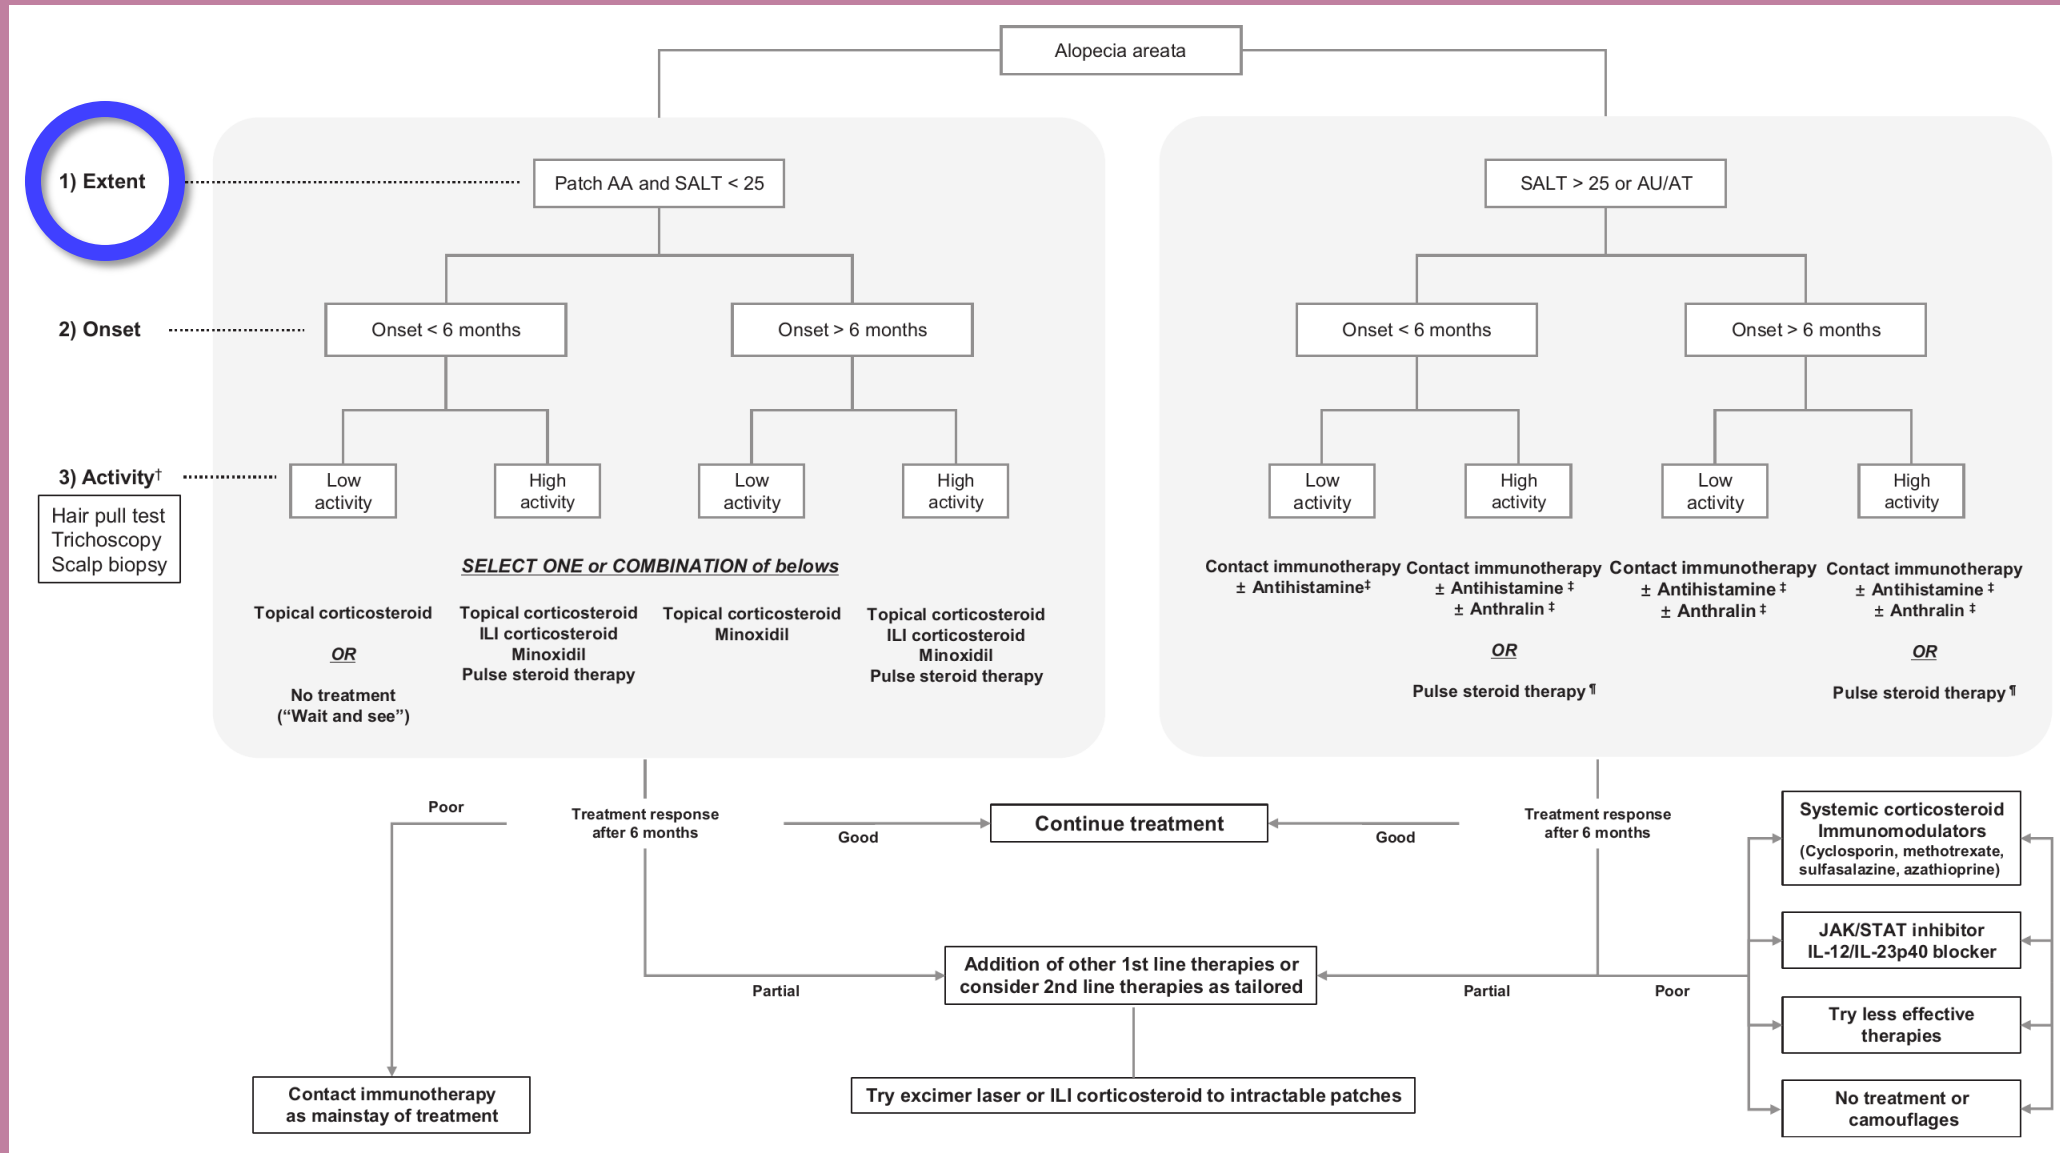 Alopecia areata
1) Extent
Patch AA and SALT < 25
SALT > 25 or AU/AT
2) Onset
Onset < 6 months
Onset > 6 months
Onset < 6 months
Onset > 6 months
3) Activity†
Hair pull test
Trichoscopy
Scalp biopsy
Low
activity
High
activity
Low
activity
High
activity
Low
activity
High
activity
Low
activity
High
activity
SELECT ONE or COMBINATION of belows
Topical corticosteroid
OR
No treatment
(“Wait and see”)
Topical corticosteroid
ILI corticosteroid
Minoxidil
Pulse steroid therapy
Topical corticosteroid
Minoxidil
Topical corticosteroid
ILI corticosteroid
Minoxidil
Pulse steroid therapy
Contact immunotherapy
± Antihistamine‡
Contact immunotherapy
± Antihistamine ‡
± Anthralin ‡
OR
Pulse steroid therapy ¶
Contact immunotherapy
± Antihistamine ‡
± Anthralin ‡
Contact immunotherapy
± Antihistamine ‡
± Anthralin ‡
OR
Pulse steroid therapy ¶
Poor
Treatment response
after 6 months
Good
Continue treatment
Good
Treatment response
after 6 months
Systemic corticosteroid
Immunomodulators
(Cyclosporin, methotrexate,
sulfasalazine, azathioprine)
JAK/STAT inhibitor
IL-12/IL-23p40 blocker
Partial
Addition of other 1st line therapies or
consider 2nd line therapies as tailored
Partial
Poor
Try less effective
therapies
Contact immunotherapy
as mainstay of treatment
Try excimer laser or ILI corticosteroid to intractable patches
No treatment or
camouflages